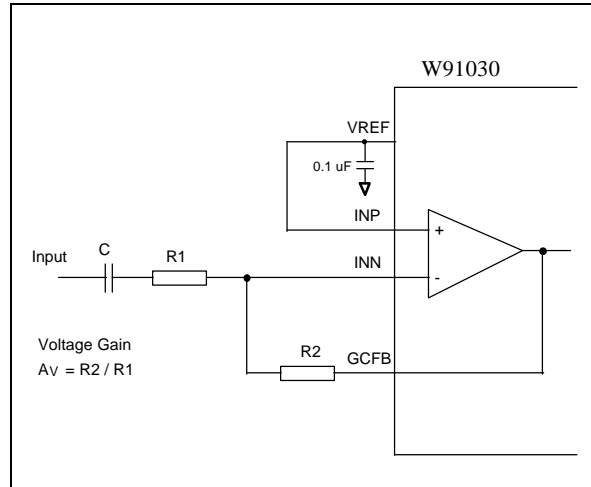 W91030
VREF
0.1 uF
INP
+
Input
C
R1
INN
-
R2
GCFB
Voltage Gain
AV = R2 / R1